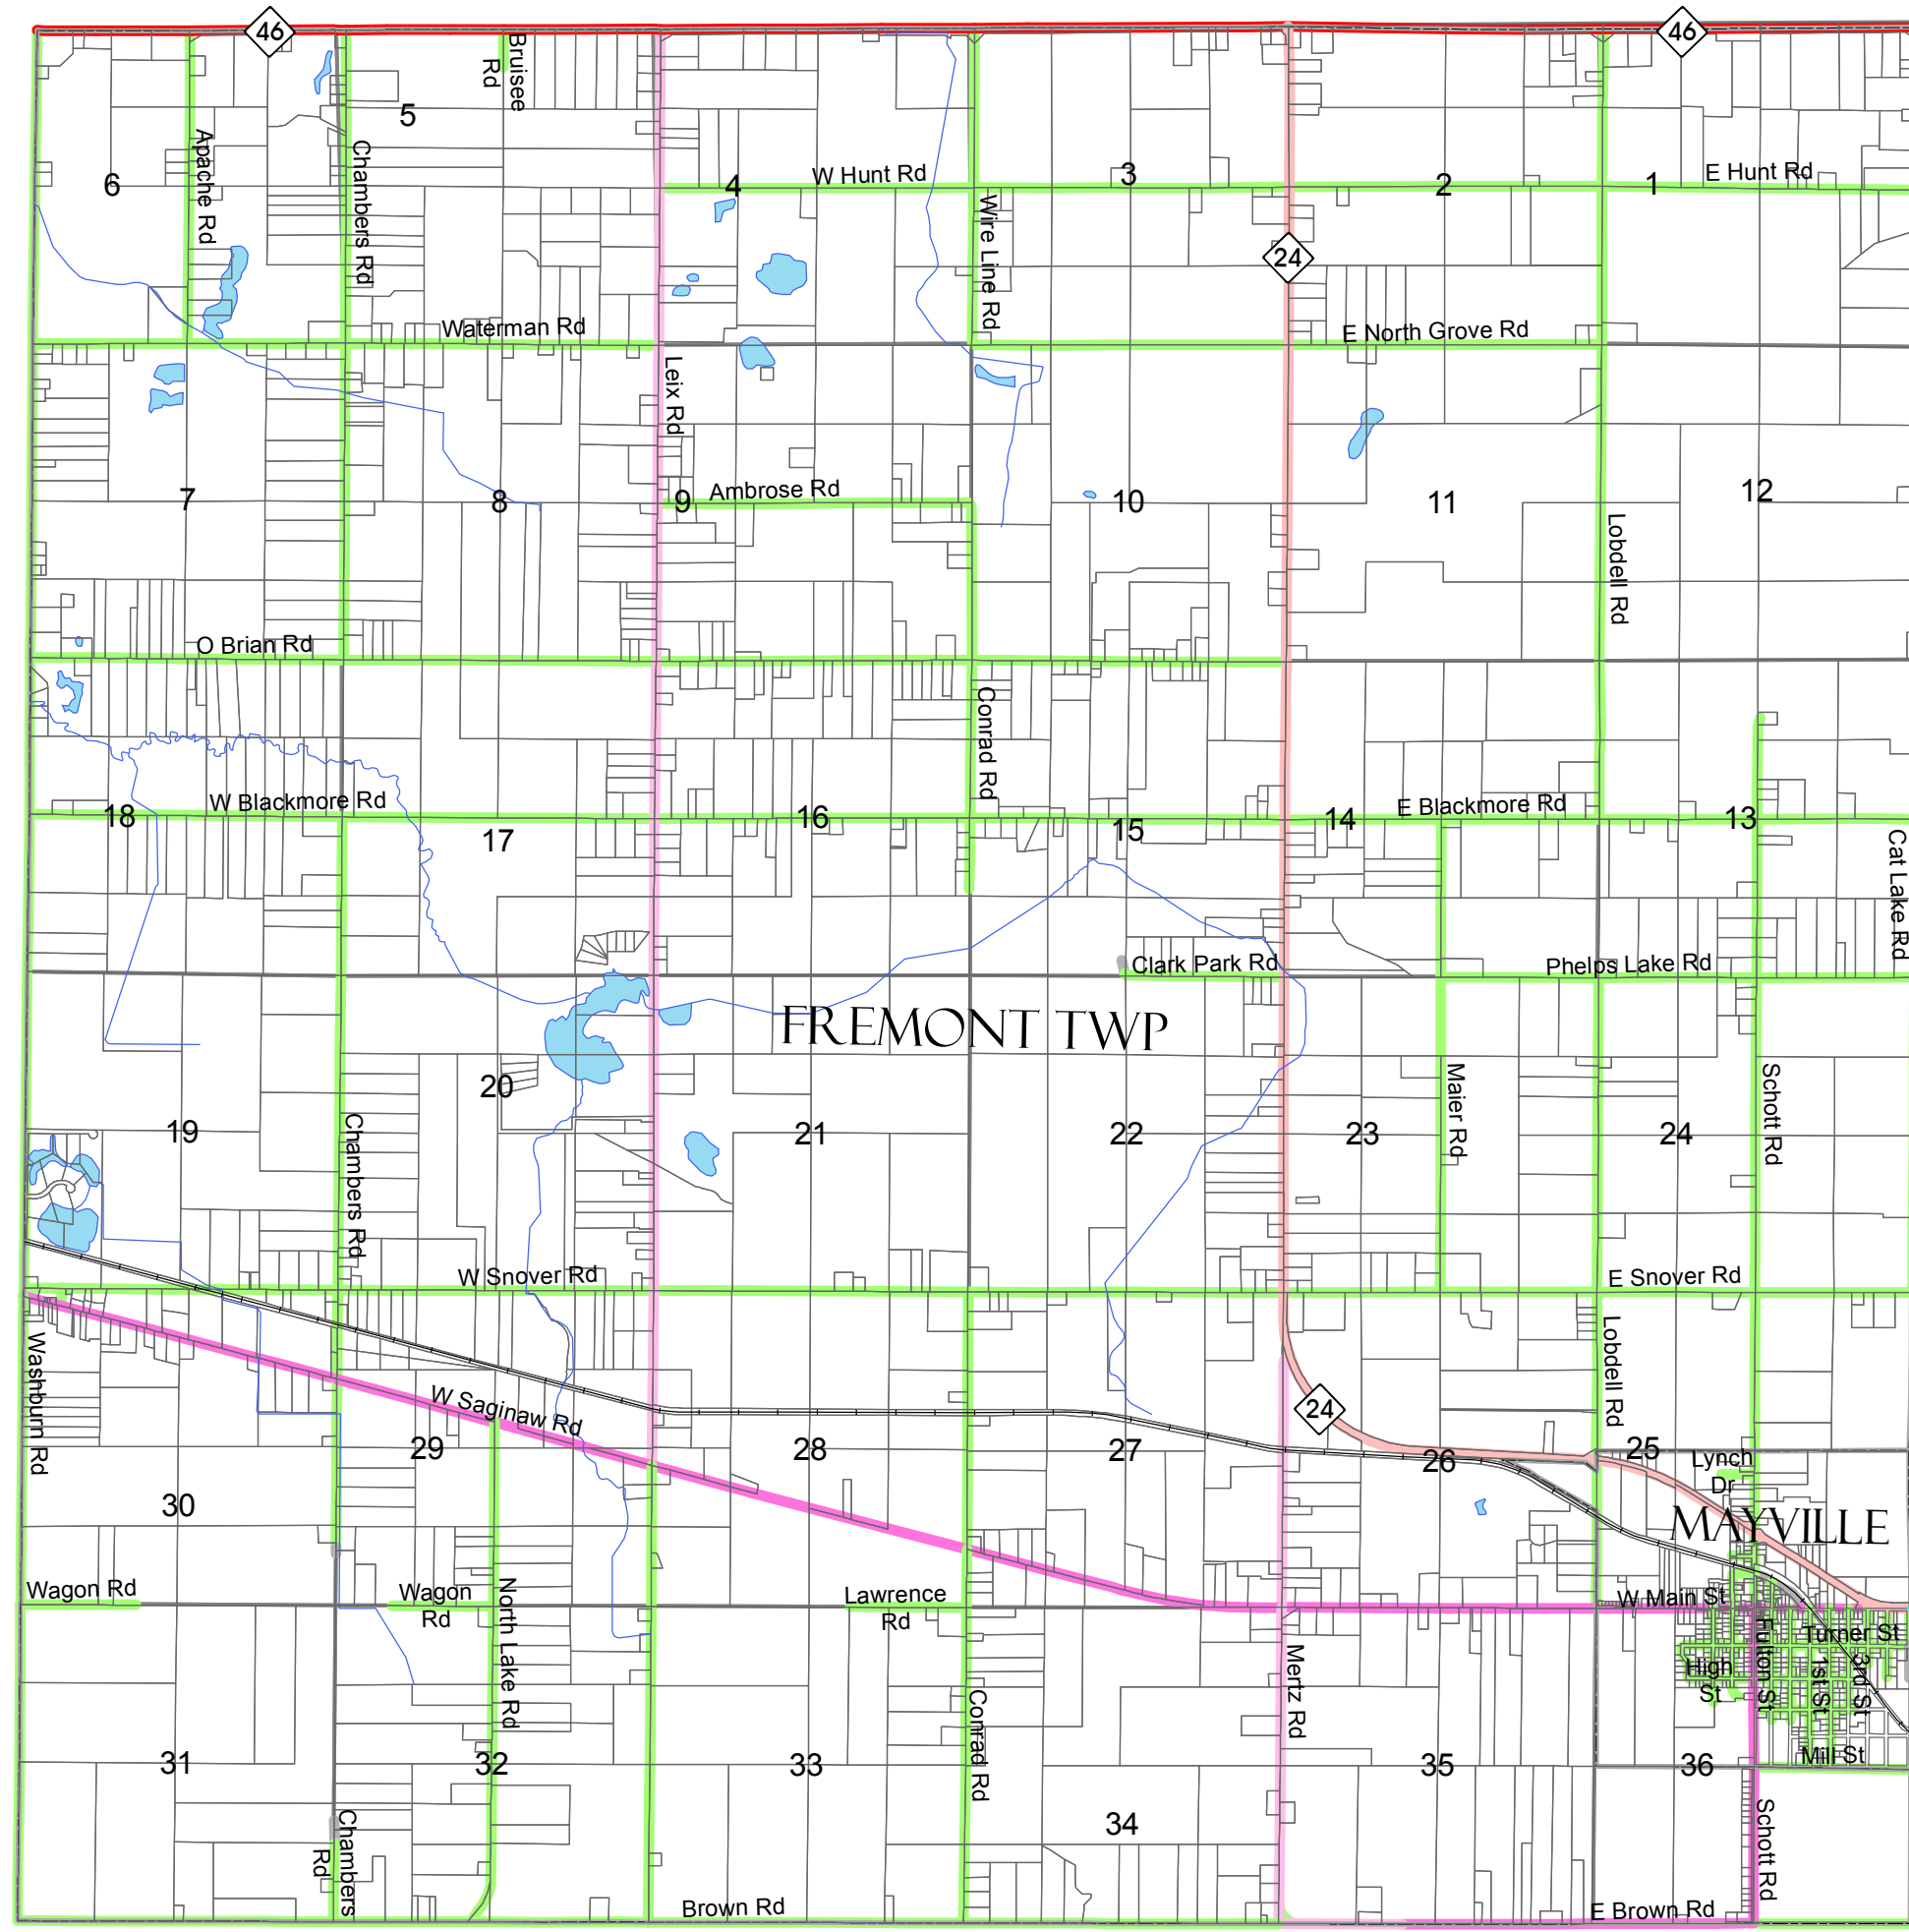 46
46
Bruisee
Rd
5
Apache Rd
Chambers Rd
6
4
W Hunt Rd
3
2
1
E Hunt Rd
Wire Line Rd
24
Waterman Rd
E North Grove Rd
Leix Rd
7
8
9
Ambrose Rd
10
11
12
Lobdell Rd
O Brian Rd
Conrad Rd
W Blackmore Rd
E Blackmore Rd
18
17
16
15
14
13
Cat Lake Rd
Clark Park Rd
Phelps Lake Rd
FREMONT TWP
20
19
21
22
23
24
Chambers Rd
Maier Rd
Schott Rd
W Snover Rd
E Snover Rd
Washburn Rd
W Saginaw Rd
Lobdell Rd
24
29
28
27
26
25
Lynch
Dr
30
MAYVILLE
Wagon Rd
Wagon
Rd
North Lake Rd
Lawrence
Rd
W Main St
Turner St
Fulton St
High
St
1st St
3rd St
Mertz Rd
Conrad Rd
31
32
33
34
35
36
Mill St
Chambers
Rd
Schott Rd
Brown Rd
E Brown Rd